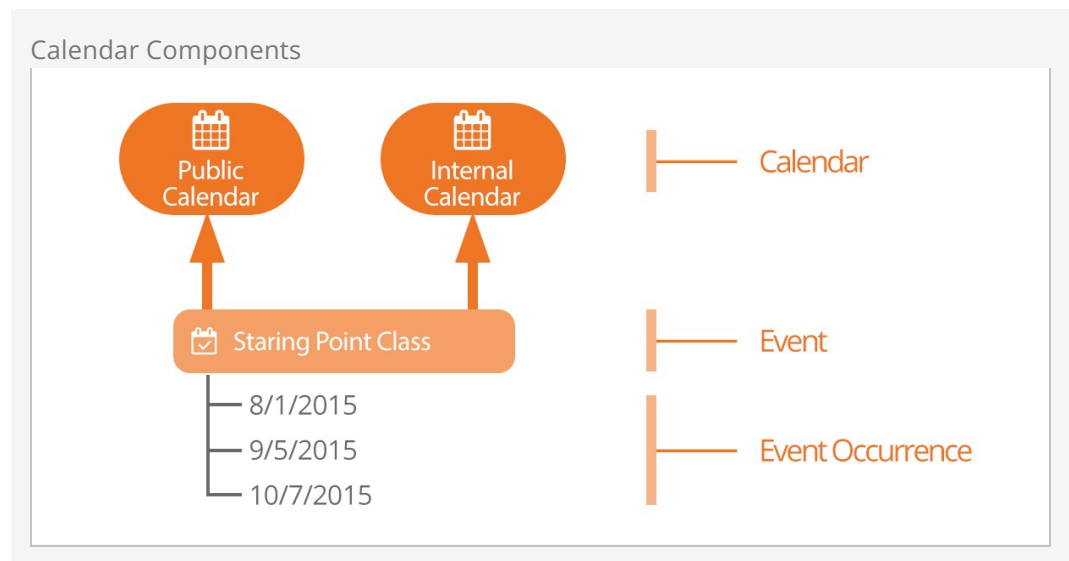 Calendar Components
Public
Calendar
Internal
Calendar
Calendar
Staring Point Class
Event
8/1/2015
9/5/2015
10/7/2015
Event Occurrence